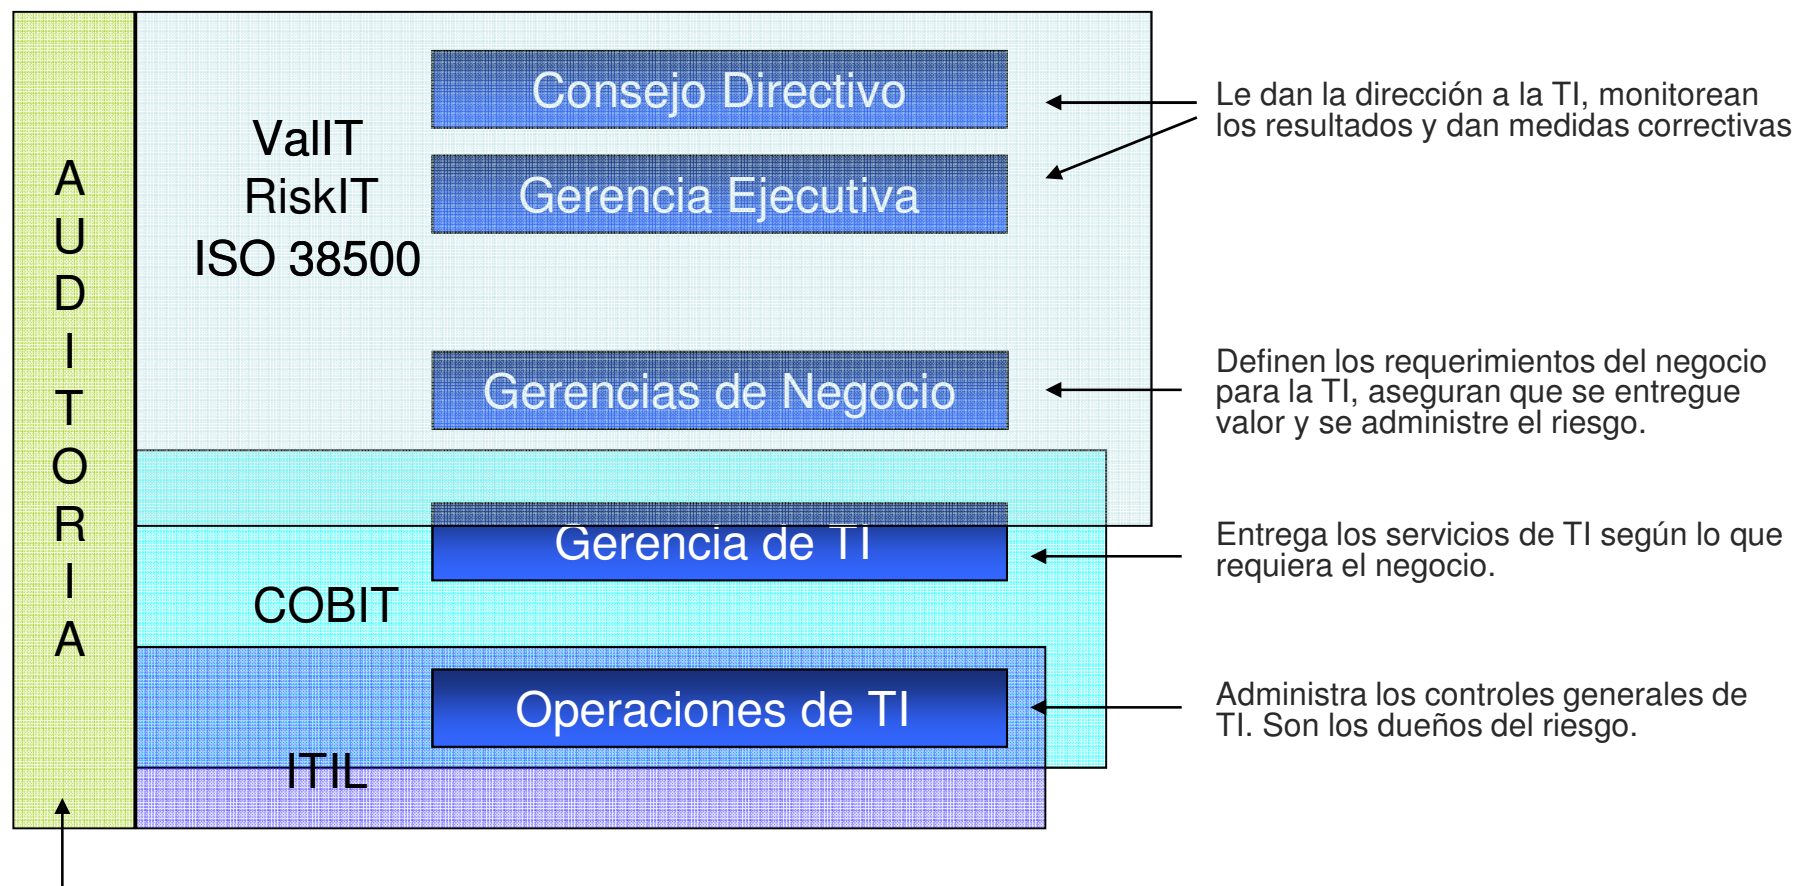 A
U
D
I
T
O
R
I
A
ValIT
RiskIT
ISO 38500
Consejo Directivo
Gerencia Ejecutiva
Le dan la dirección a la TI, monitorean
los resultados y dan medidas correctivas
Gerencias de Negocio
Definen los requerimientos del negocio
para la TI, aseguran que se entregue
valor y se administre el riesgo.
Gerencia de TI
COBIT
Entrega los servicios de TI según lo que
requiera el negocio.
Operaciones de TI
ITIL
Administra los controles generales de
TI. Son los dueños del riesgo.